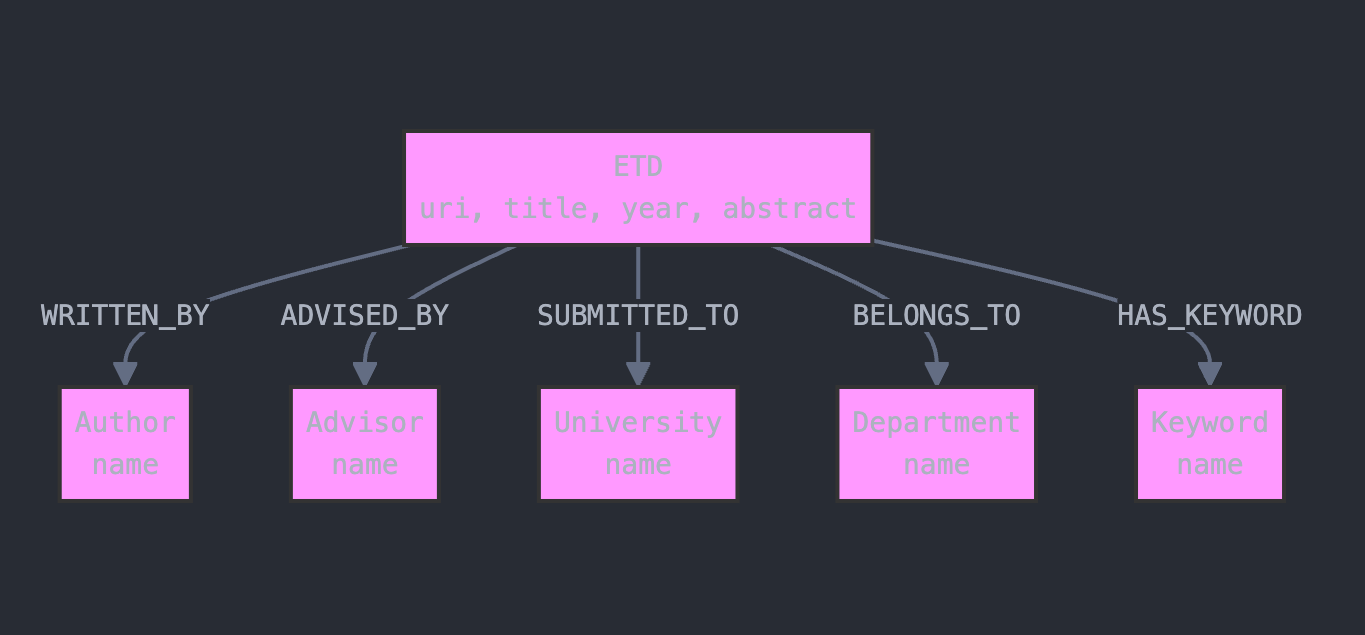 ETD
uri, title, year, abstract
WRITTEN_BY
ADVISED_BY
SUBMITTED_TO
BELONGS_TO
HAS_KEYWORD
Author
name
Advisor
name
University
name
Department
name
Keyword
name